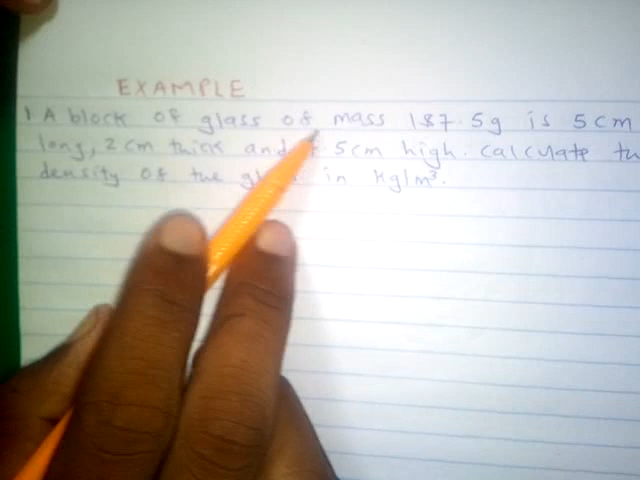 EXAMPLE
1 A block of glass of mass 187.5g is 5cm
long, 2cm thick and .5cm high. calculate
density of the in kg/m³.